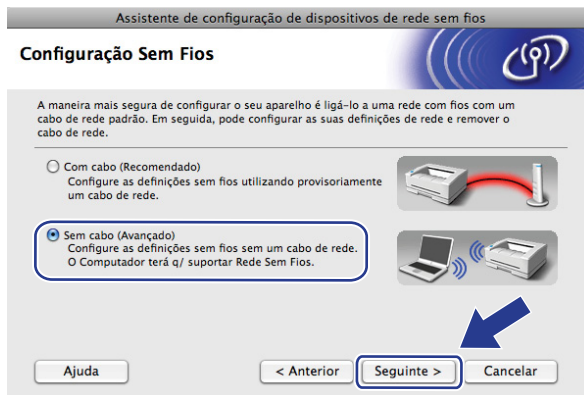 Assistente de configuração de dispositivos de rede sem fios
Configuração Sem Fios
A maneira mais segura de configurar o seu aparelho é ligá-lo a uma rede com fios com um
cabo de rede padrão. Em seguida, pode configurar as suas definições de rede e remover o
cabo de rede.
Com cabo (Recomendado)
Configure as definições sem fios utilizando provisoriamente
um cabo de rede.
Sem cabo (Avançado)
Configure as definições sem fios sem um cabo de rede.
O Computador terá q/ suportar Rede Sem Fios.
Ajuda
< Anterior
Seguinte >
Cancelar